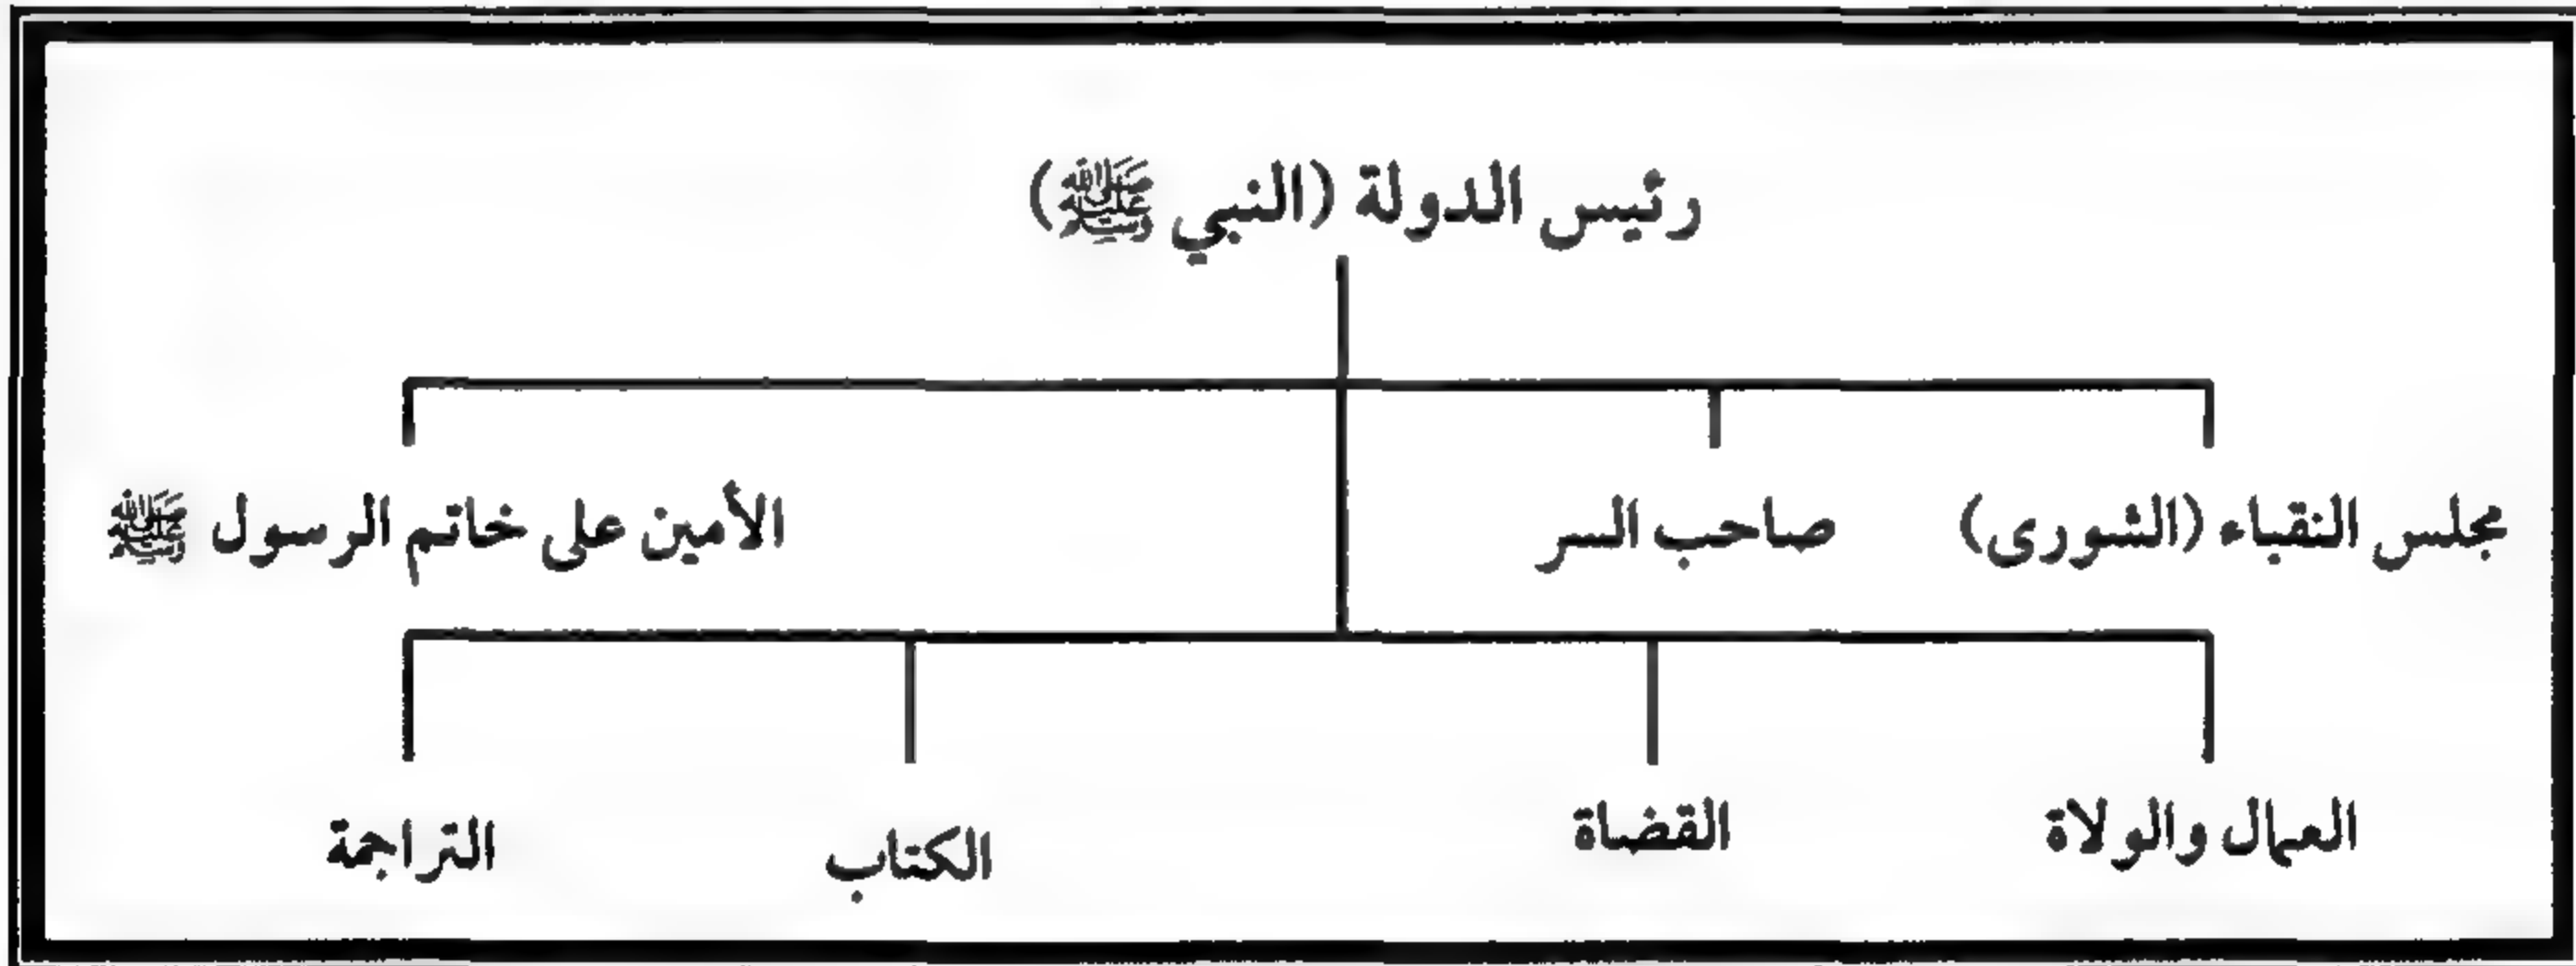 رئيس الدولة (النبي ﷺ)
مجلس النقباء (الشورى) صاحب السر الأمين على خاتم الرسول ﷺ
العمال والولاة القضاة الكتاب التراجمة